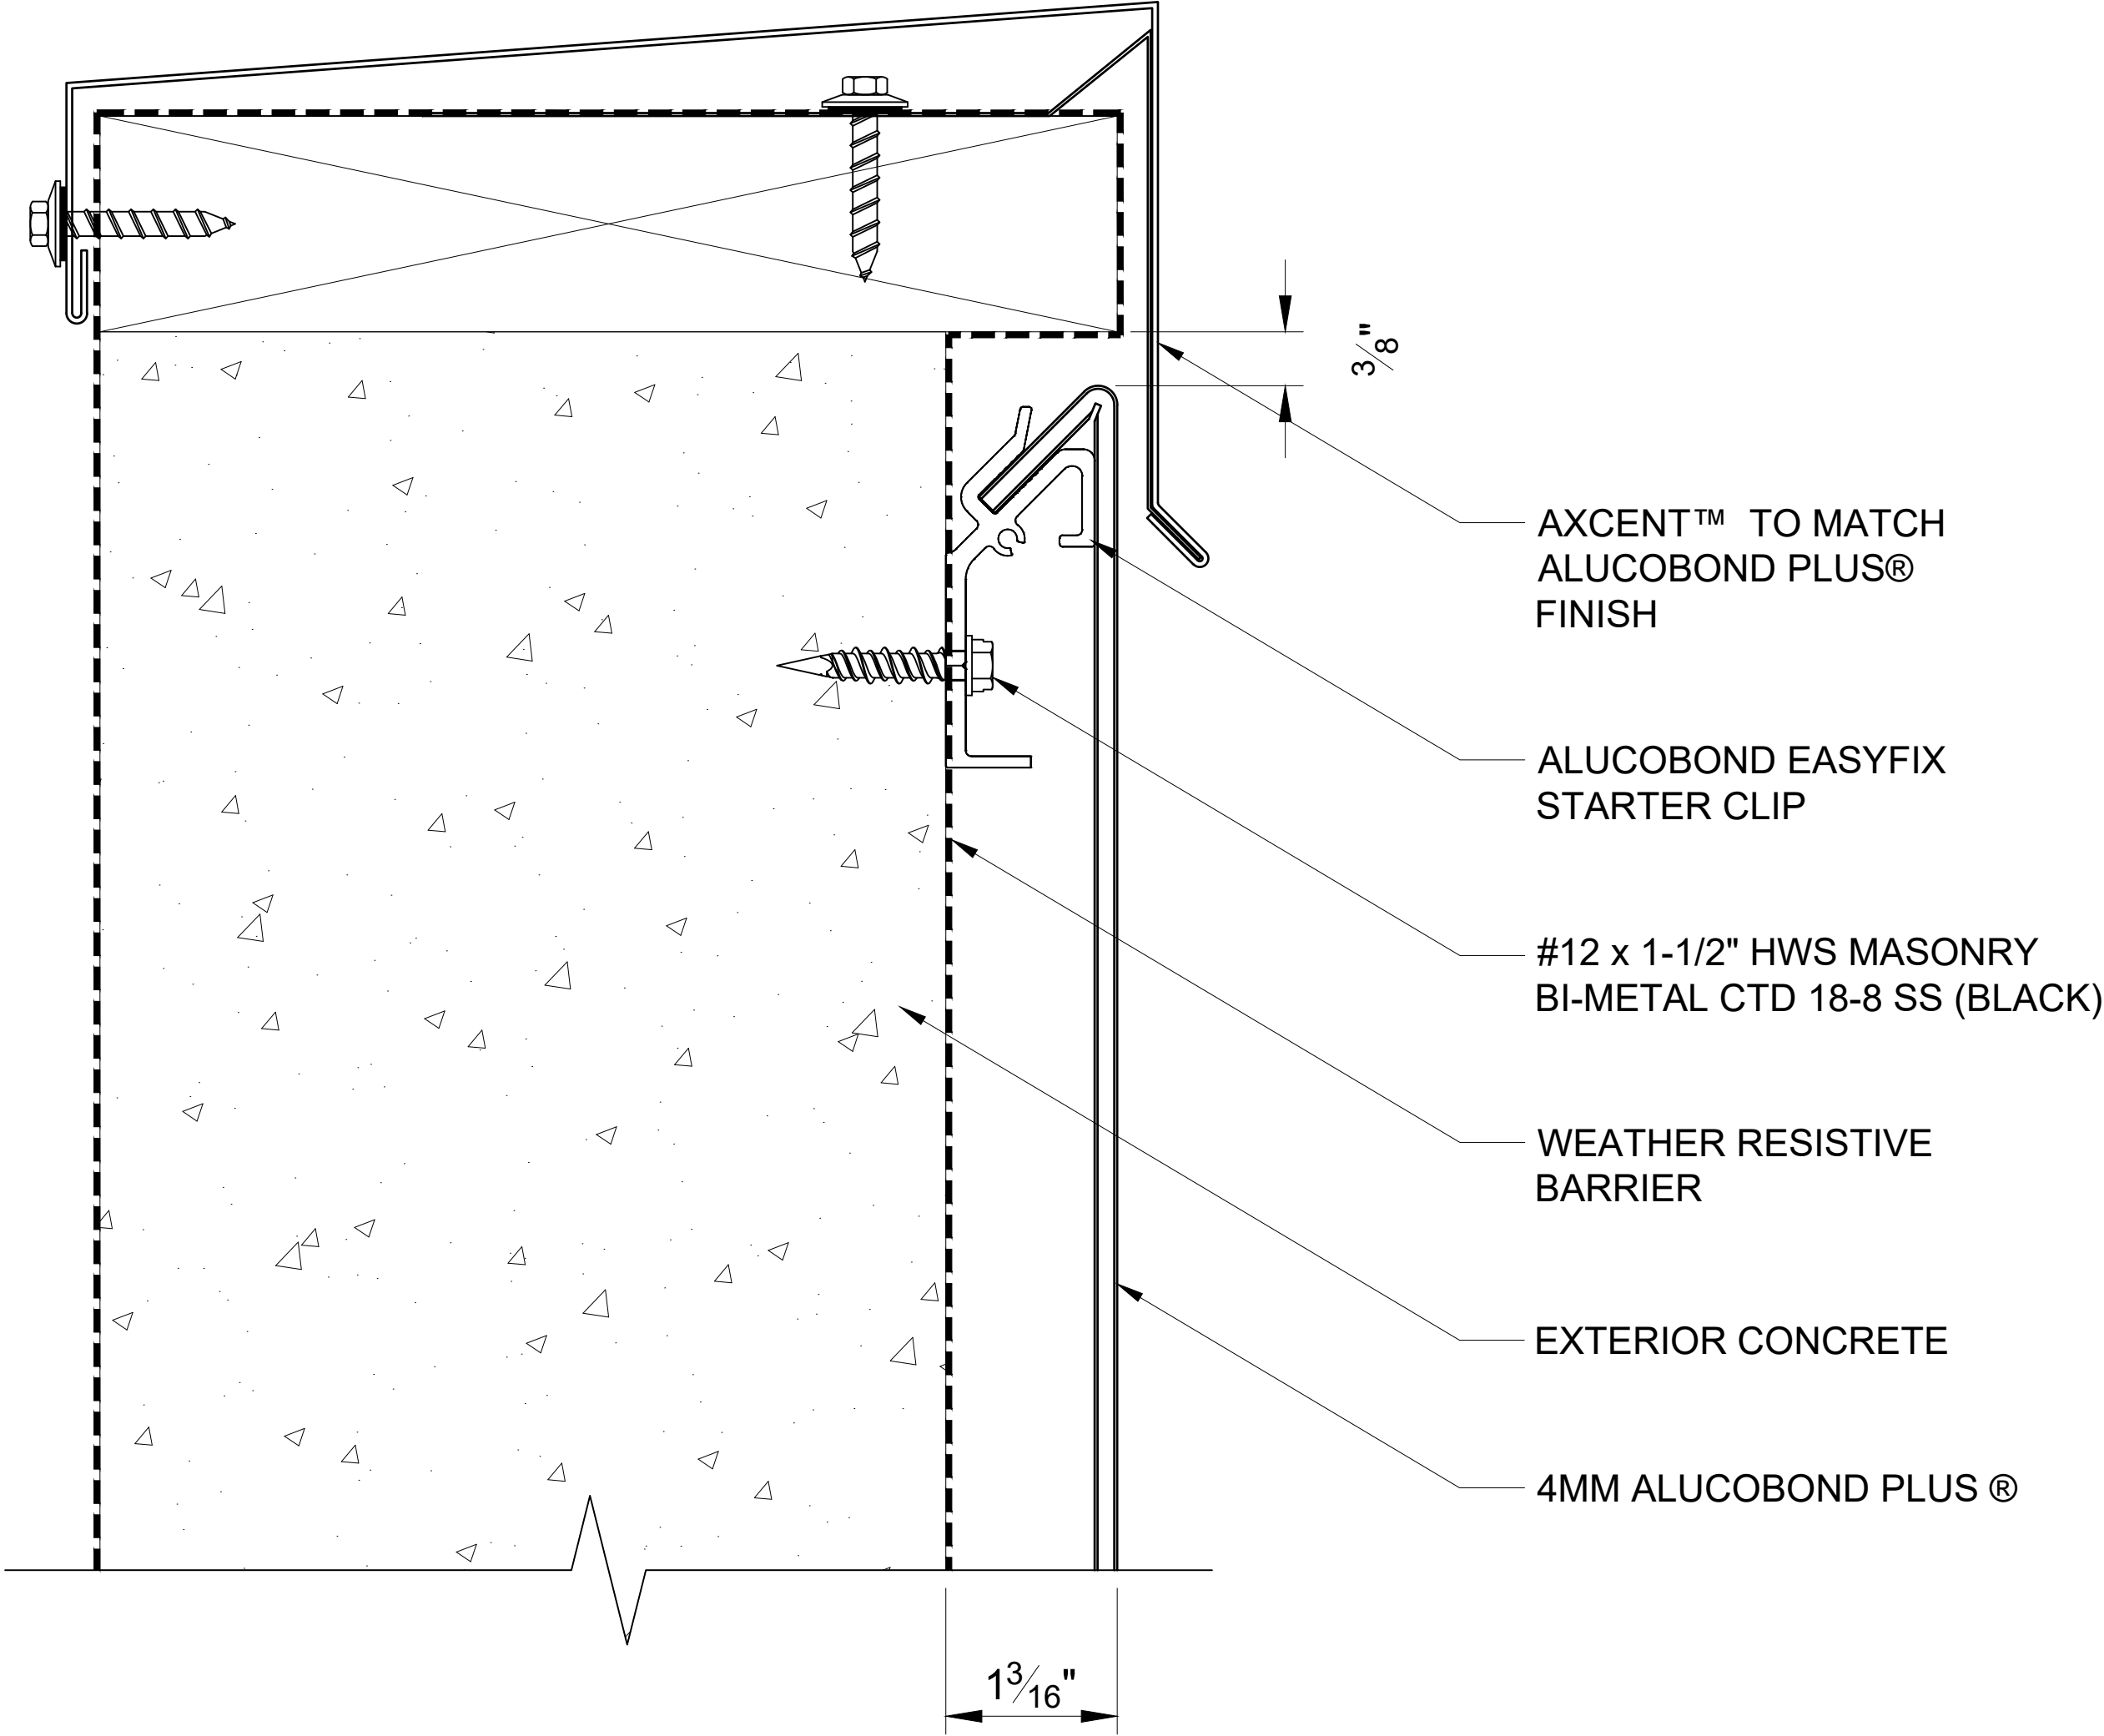 3/8"
AXCENT™ TO MATCH
ALUCOBOND PLUS®
FINISH
ALUCOBOND EASYFIX
STARTER CLIP
#12 x 1-1/2" HWS MASONRY
BI-METAL CTD 18-8 SS (BLACK)
WEATHER RESISTIVE
BARRIER
EXTERIOR CONCRETE
4MM ALUCOBOND PLUS ®
1 3/16"